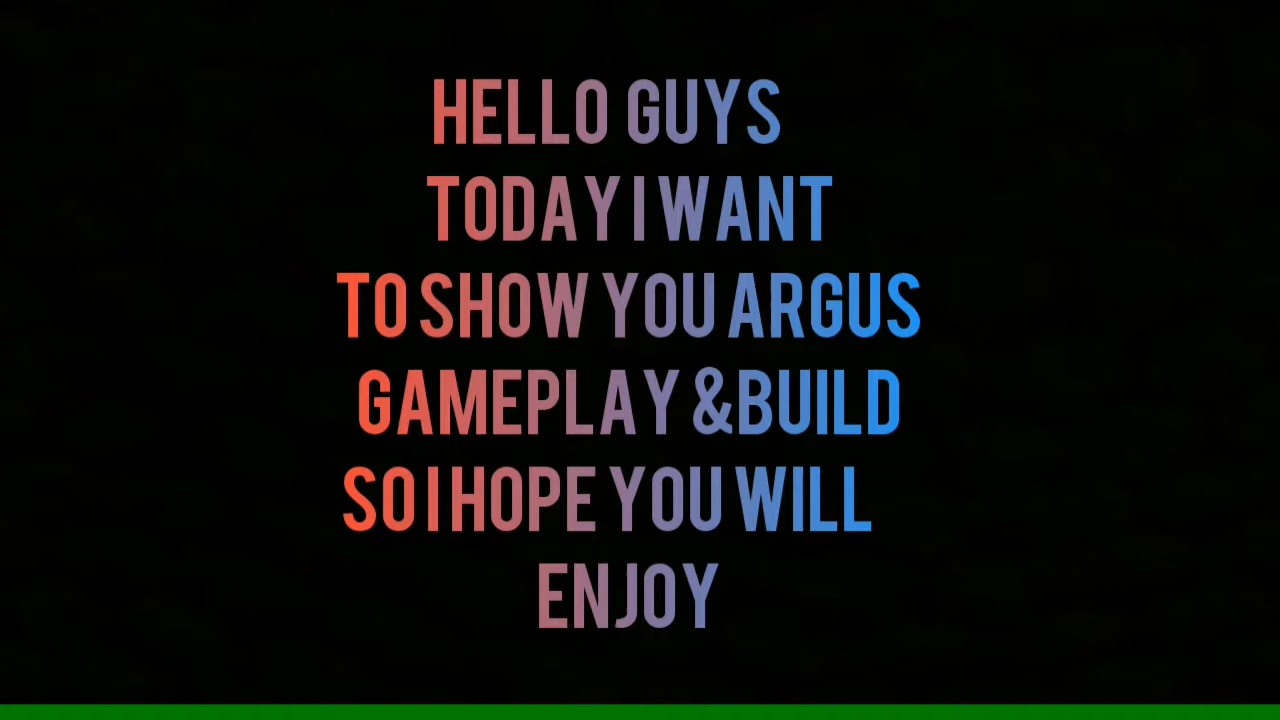 HELLO GUYS
TODAY I WANT
TO SHOW YOU ARGUS
GAMEPLAY &BUILD
SO I HOPE YOU WILL
ENJOY